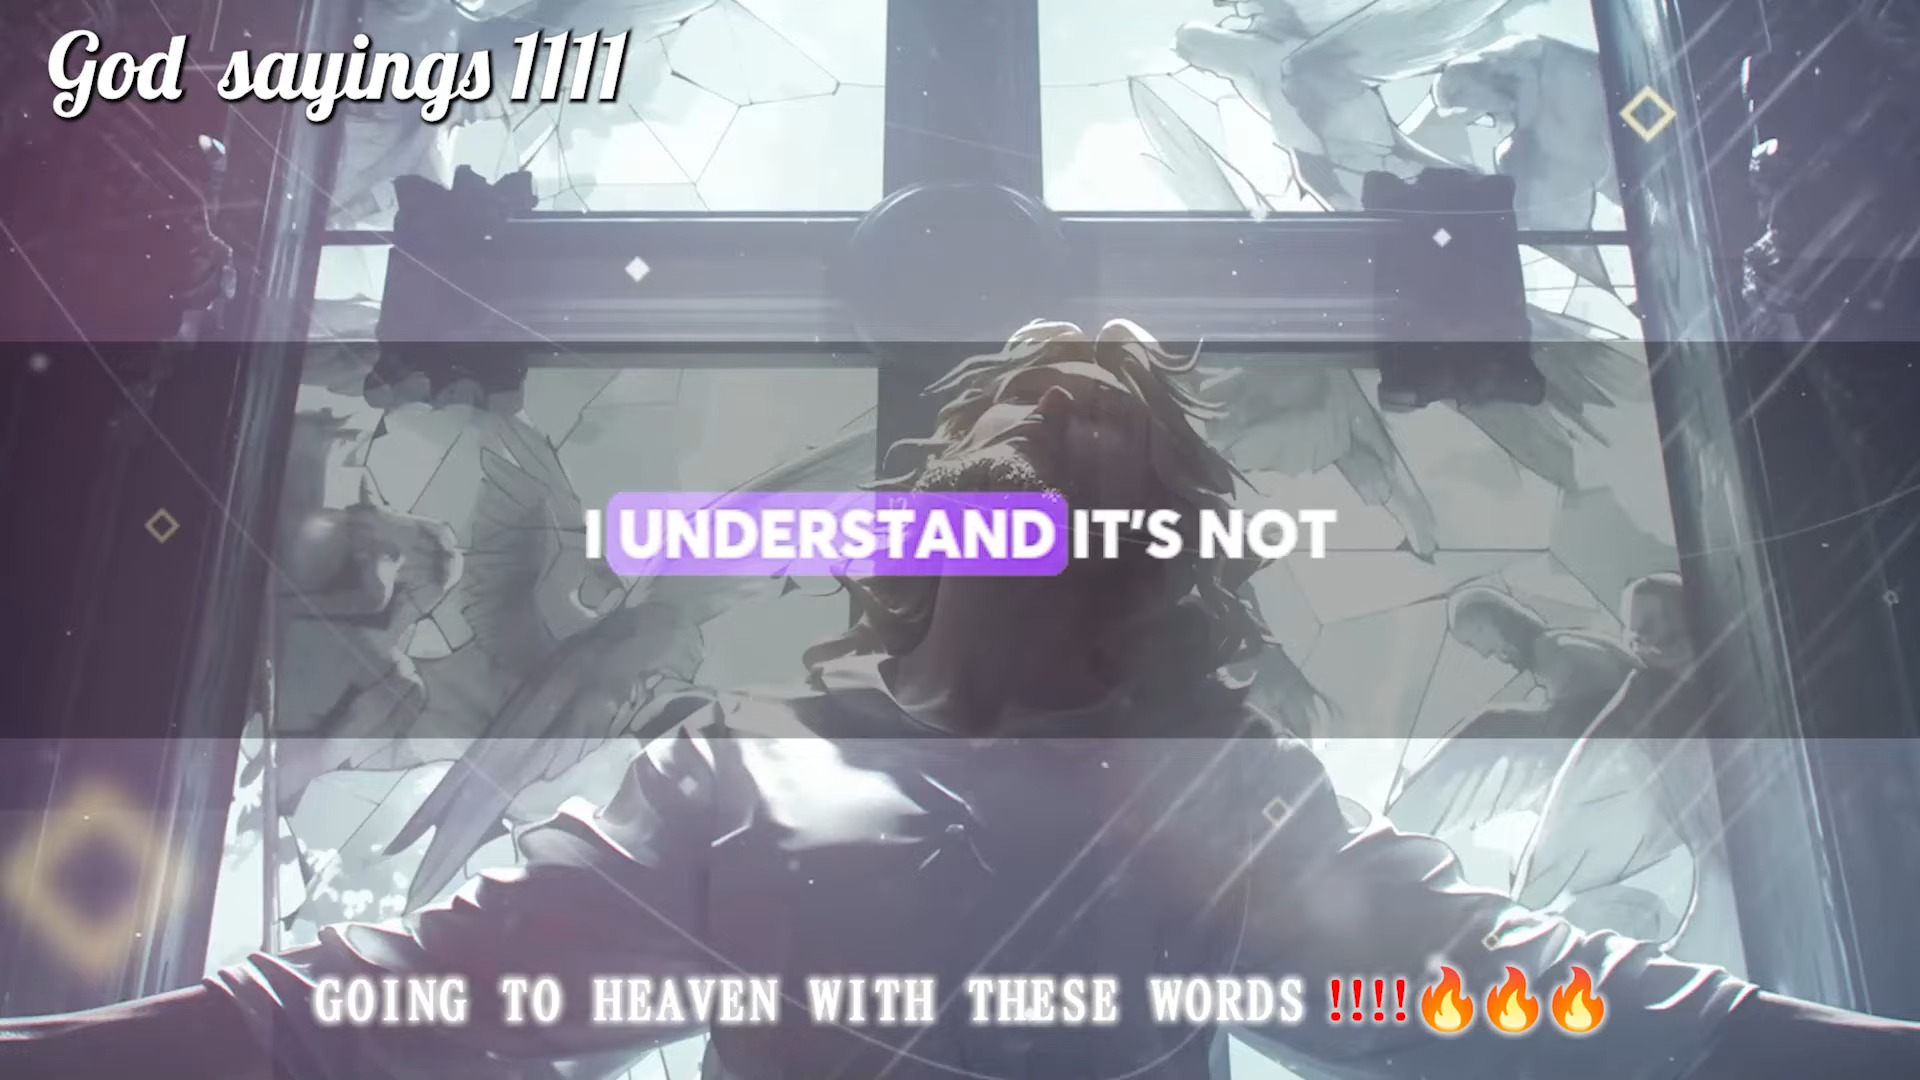 God sayings 1111
I UNDERSTAND IT'S NOT
GOING TO HEAVEN WITH THESE WORDS !!!!🔥🔥🔥